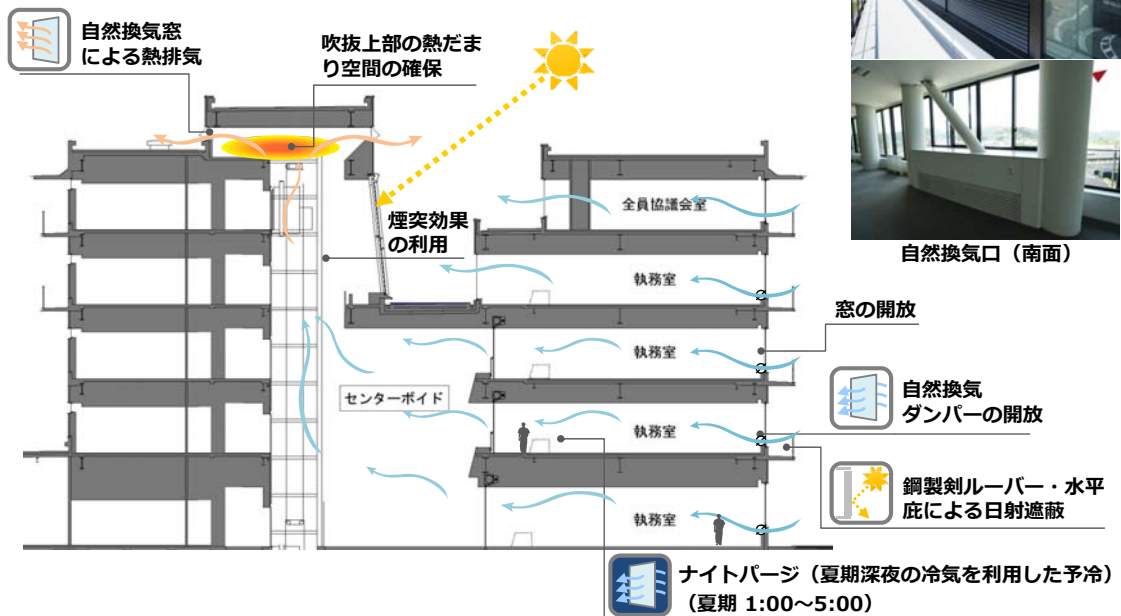 自然換気窓
による熱排気
吹抜上部の熱だま
り空間の確保
煙突効果
の利用
全員協議会室
自然換気口（南面）
執務室
窓の開放
執務室
センターボイド
自然換気
ダンパーの開放
執務室
鋼製剣ルーバー・水平
庇による日射遮蔽
執務室
ナイトパージ（夏期深夜の冷気を利用した予冷）
（夏期 1:00～5:00）